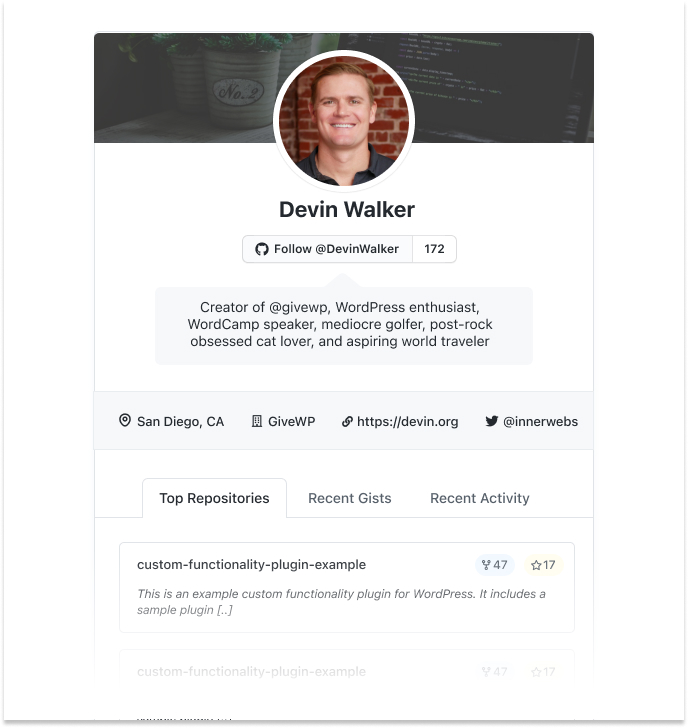 No.2
Devin Walker
Follow @DevinWalker 172
Creator of @givewp, WordPress enthusiast,
WordCamp speaker, mediocre golfer, post-rock
obsessed cat lover, and aspiring world traveler
San Diego, CA GiveWP https://devin.org @innerwebs
Top Repositories Recent Gists Recent Activity
custom-functionality-plugin-example 47 17
This is an example custom functionality plugin for WordPress. It includes a
sample plugin [..]
custom-functionality-plugin-example 47 17